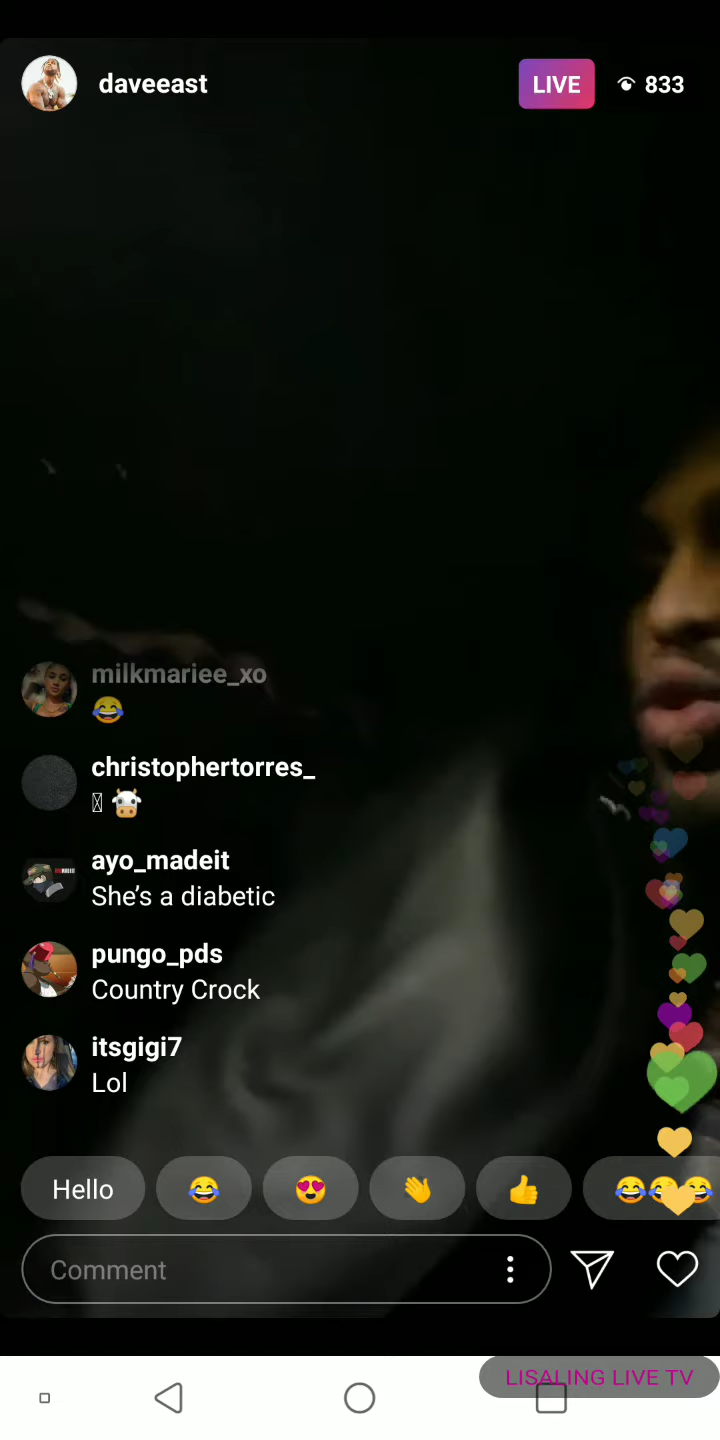 daveeast
LIVE
833
milkmariee_xo
😂
christophertorres_
🐮
ayo_madeit
She’s a diabetic
pungo_pds
Country Crock
itsgigi7
Lol
Hello 😂 😍 👋 👍 😂😂😂
Comment
LISALING LIVE TV